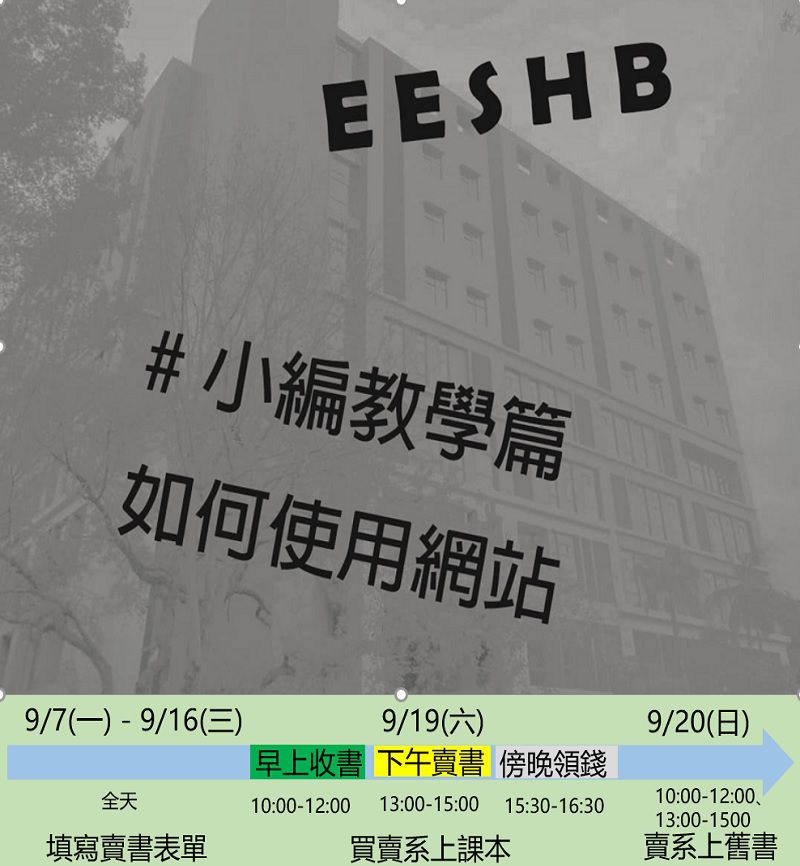 EESHB
# 小編教學篇
如何使用網站
9/7(一) - 9/16(三) 9/19(六) 9/20(日)
早上收書 下午賣書 傍晚領錢
全天 10:00-12:00 13:00-15:00 15:30-16:30 10:00-12:00、
13:00-1500
填寫賣書表單 買賣系上課本 賣系上舊書